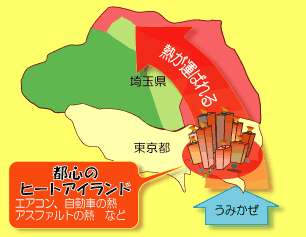 熱が運ばれる
埼玉県
東京都
都心の
ヒートアイランド
エアコン、自動車の熱
アスファルトの熱　など
うみかぜ